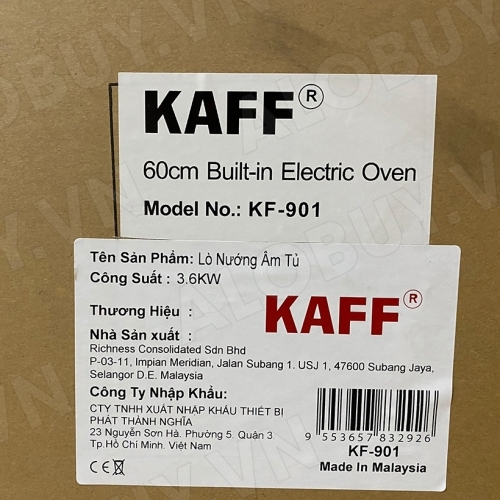 KAFF®
60cm Built-in Electric Oven
Model No.: KF-901
Tên Sản Phẩm: Lò Nướng Âm Tủ
Công Suất : 3.6KW
Thương Hiệu : KAFF®
Nhà Sản xuất :
Richness Consolidated Sdn Bhd
P-03-11, Impian Meridian, Jalan Subang 1. USJ 1, 47600 Subang Jaya,
Selangor D.E. Malaysia
Công Ty Nhập Khẩu:
CTY TNHH XUẤT NHẬP KHẨU THIẾT BỊ
PHÁT THÀNH NGHĨA
23 Nguyễn Sơn Hà. Phường 5. Quận 3
Tp.Hồ Chí Minh. Việt Nam
CE
9 553657 832926
KF-901
Made In Malaysia
ALOBUY.VN